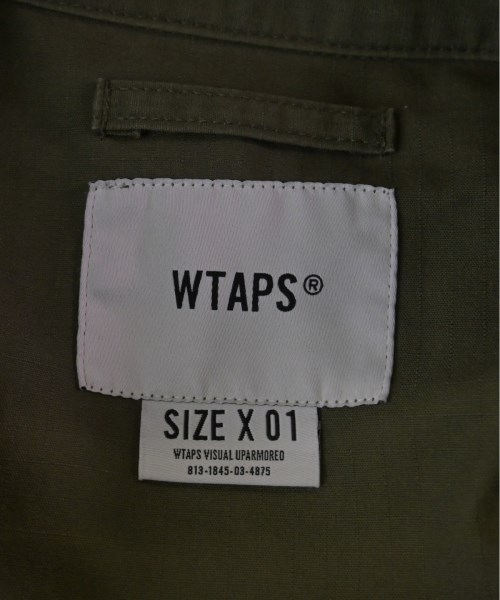 WTAPS®
SIZE X 01
WTAPS VISUAL UPARMORED
813-1845-03-4875